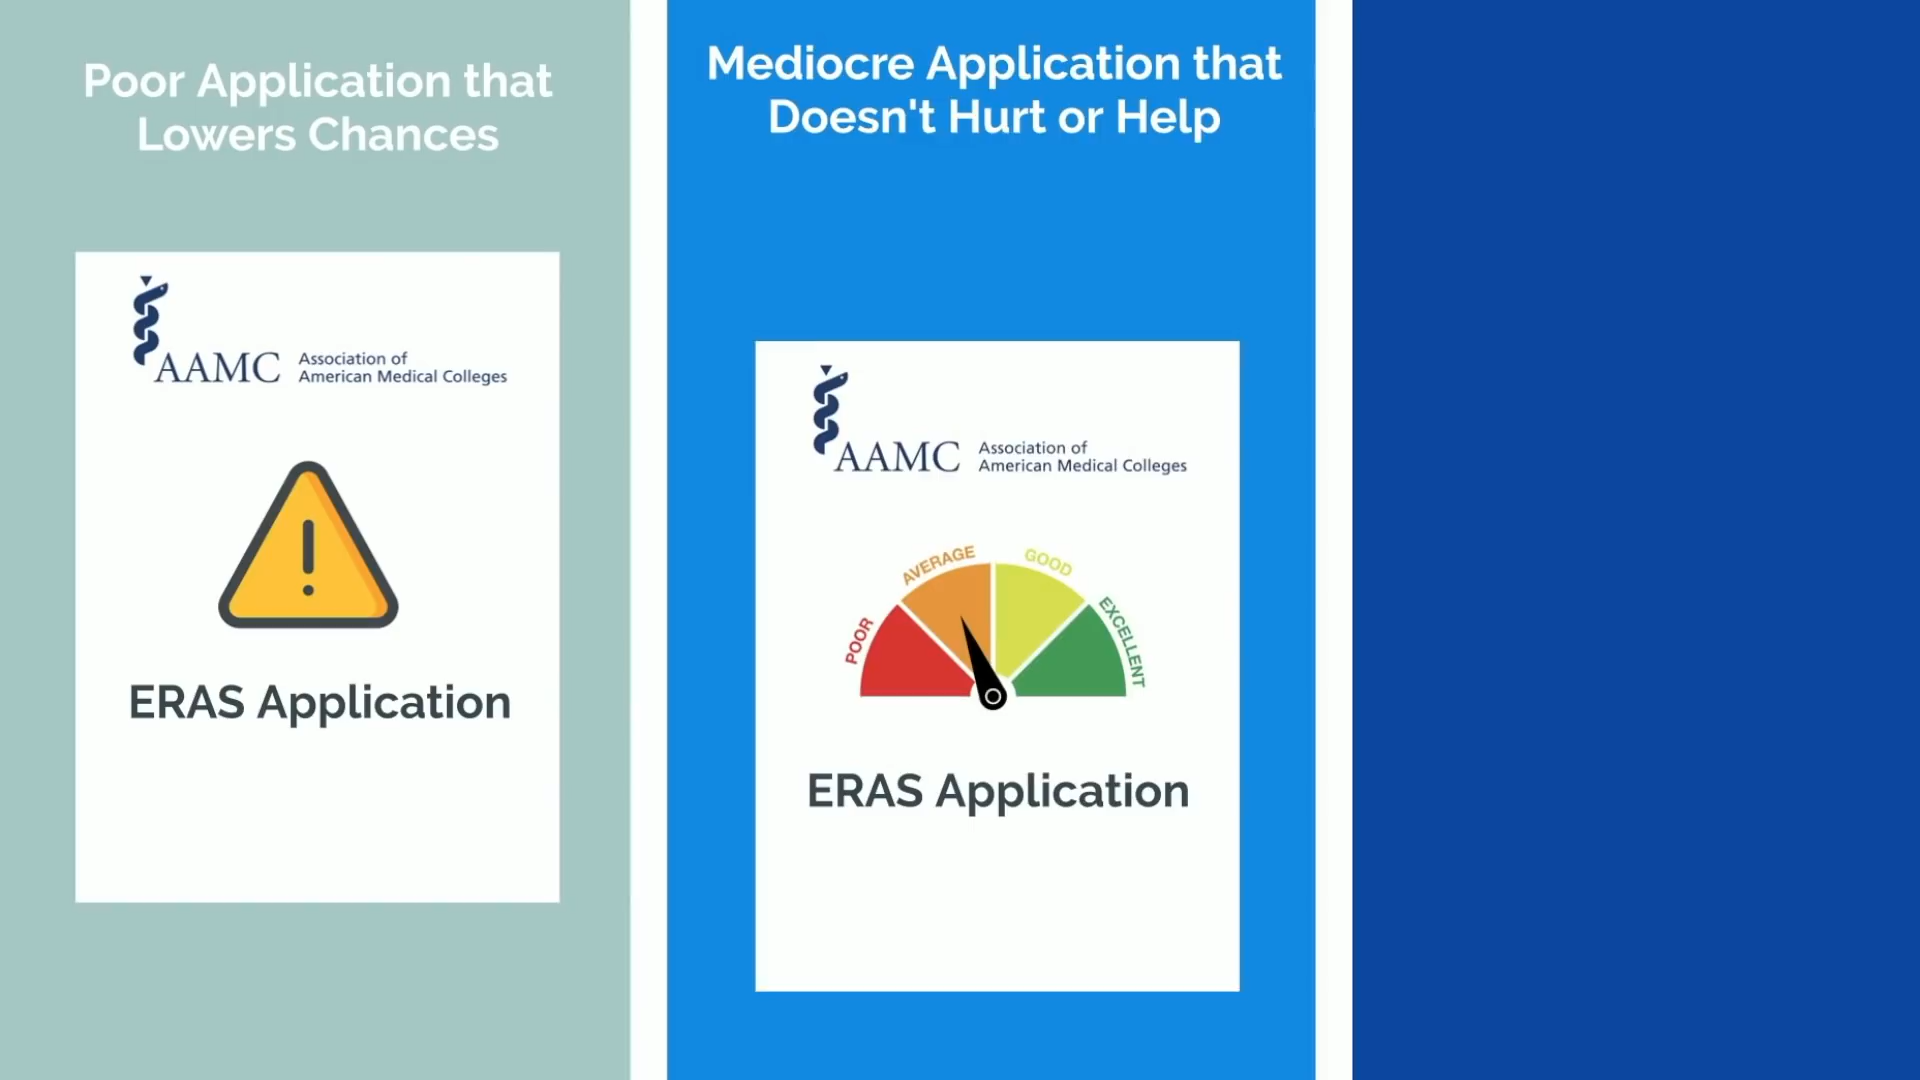 Poor Application that
Lowers Chances
AAMC
Association of
American Medical Colleges
!
ERAS Application
Mediocre Application that
Doesn't Hurt or Help
AAMC
Association of
American Medical Colleges
POOR
AVERAGE
GOOD
EXCELLENT
ERAS Application